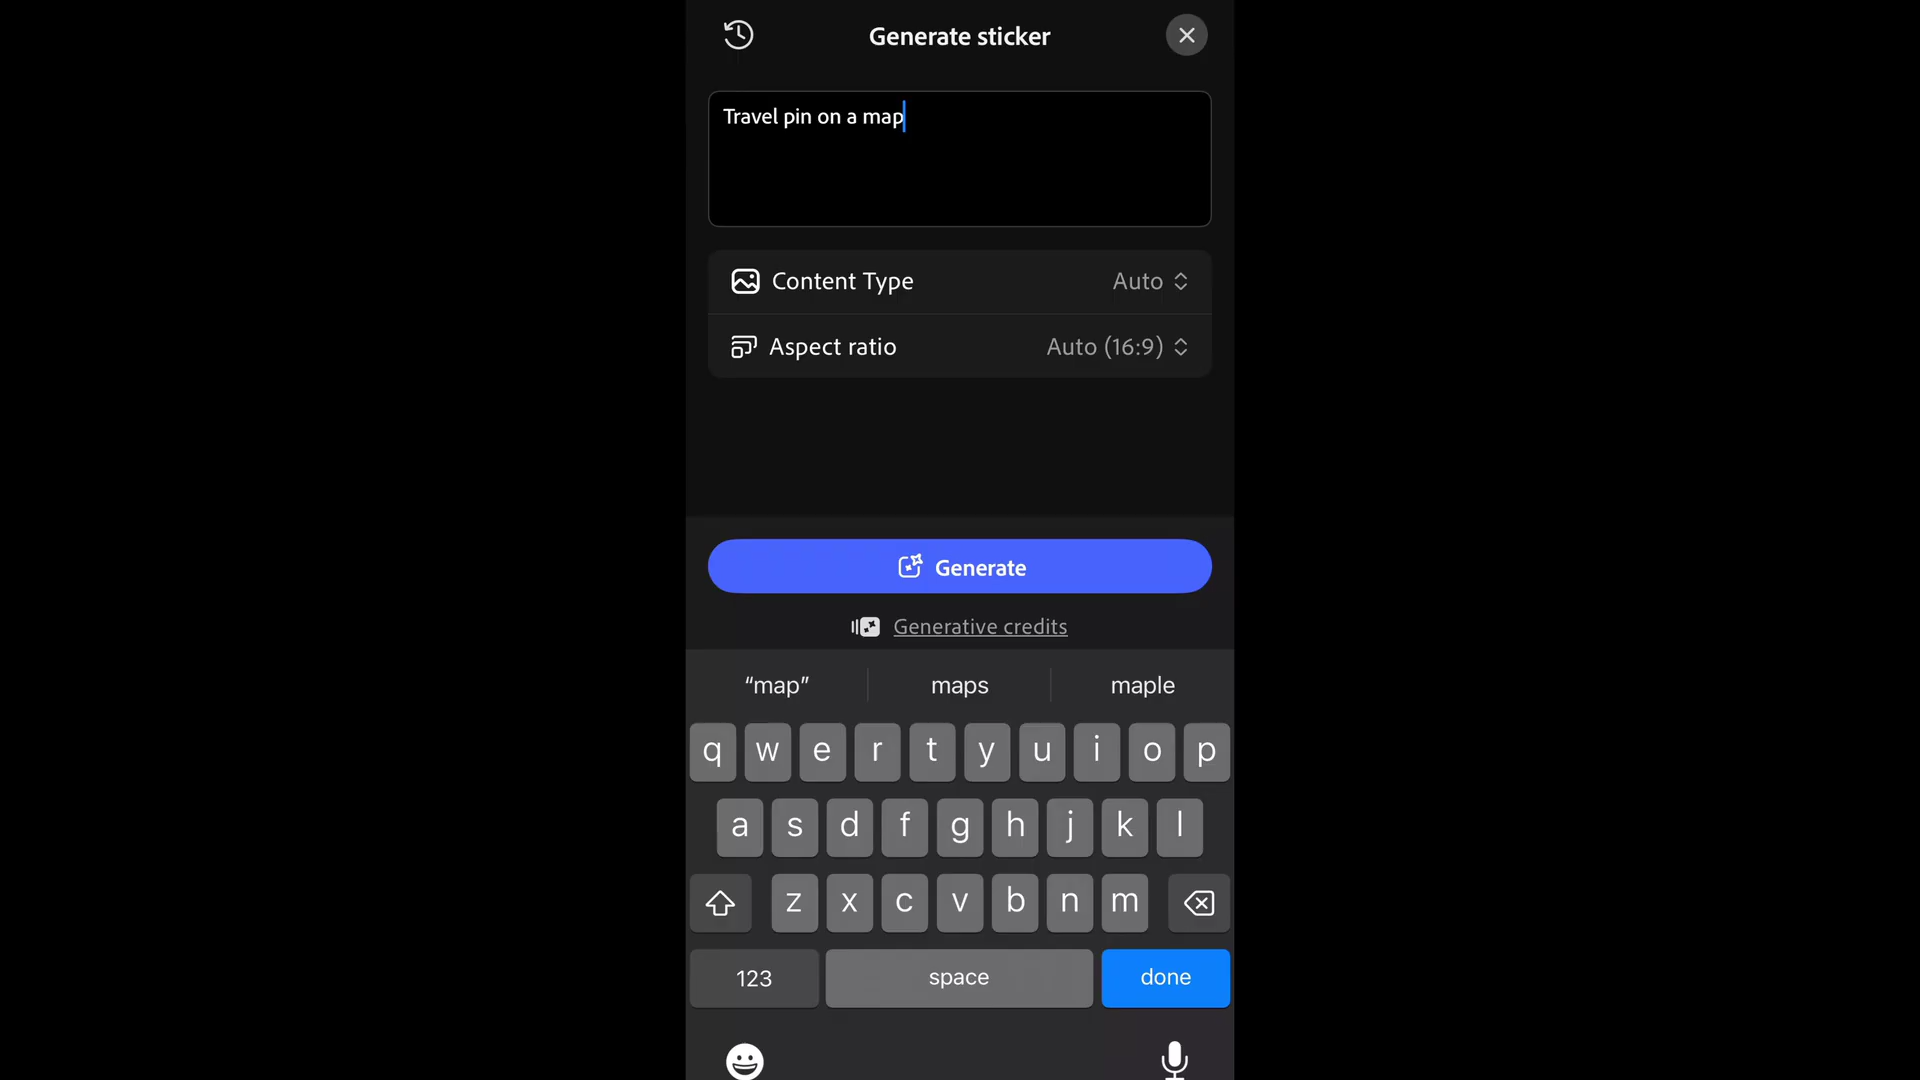 Generate sticker
Travel pin on a map
Content Type Auto
Aspect ratio Auto (16:9)
Generate
Generative credits
“map” maps maple
q w e r t y u i o p
a s d f g h j k l
z x c v b n m
123 space done